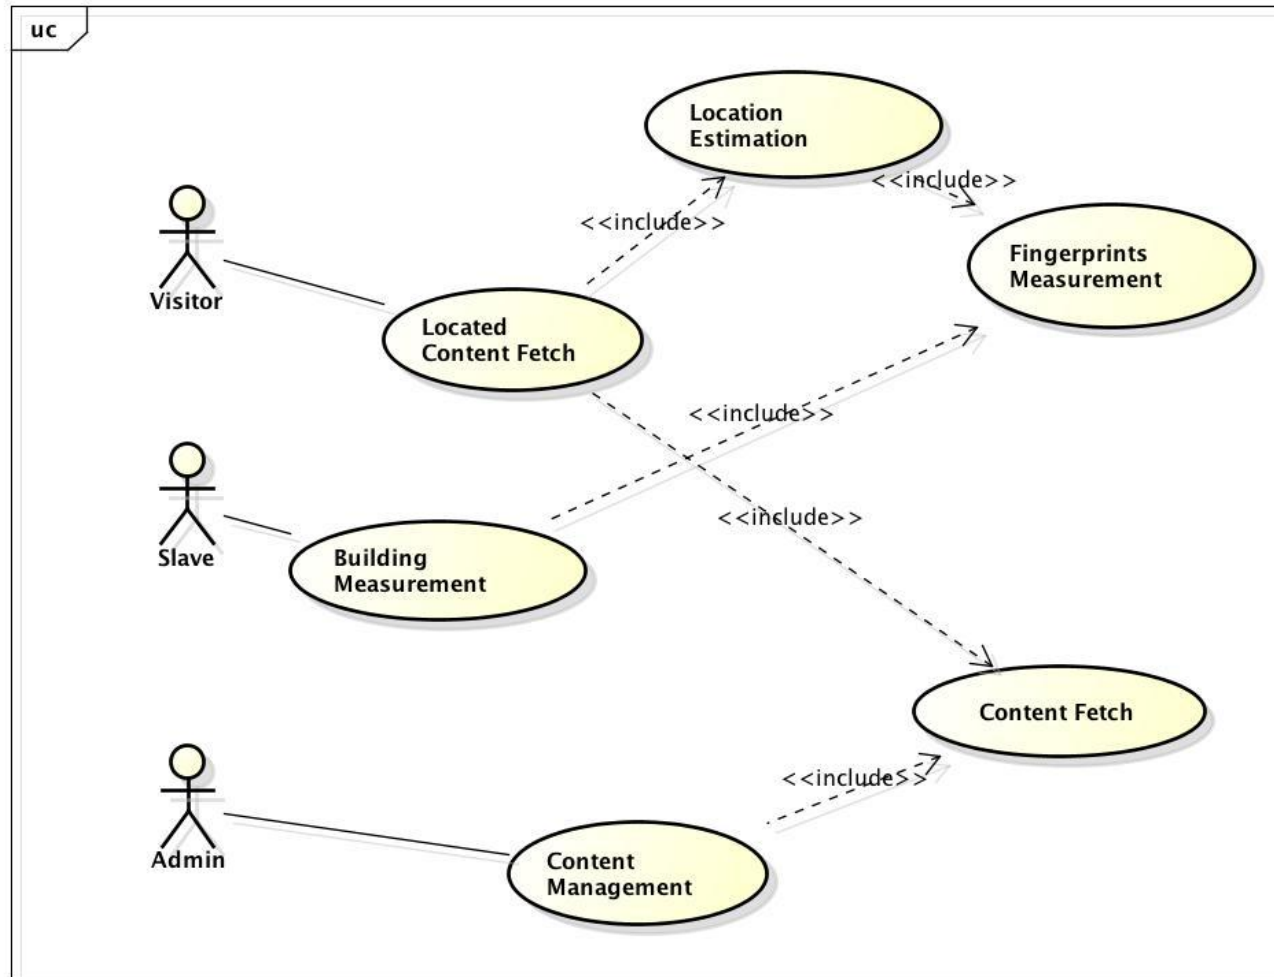 uc
Location
Estimation
<<include>>
<<include>>
Fingerprints
Measurement
Visitor
Located
Content Fetch
<<include>>
<<include>>
Slave
Building
Measurement
Content Fetch
<<include>>
Admin
Content
Management